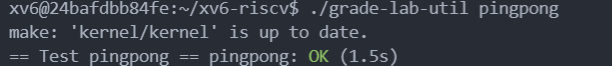 xv6@24bafdbb84fe:~/xv6-riscv$ ./grade-lab-util pingpong
make: 'kernel/kernel' is up to date.
== Test pingpong == pingpong: OK (1.5s)